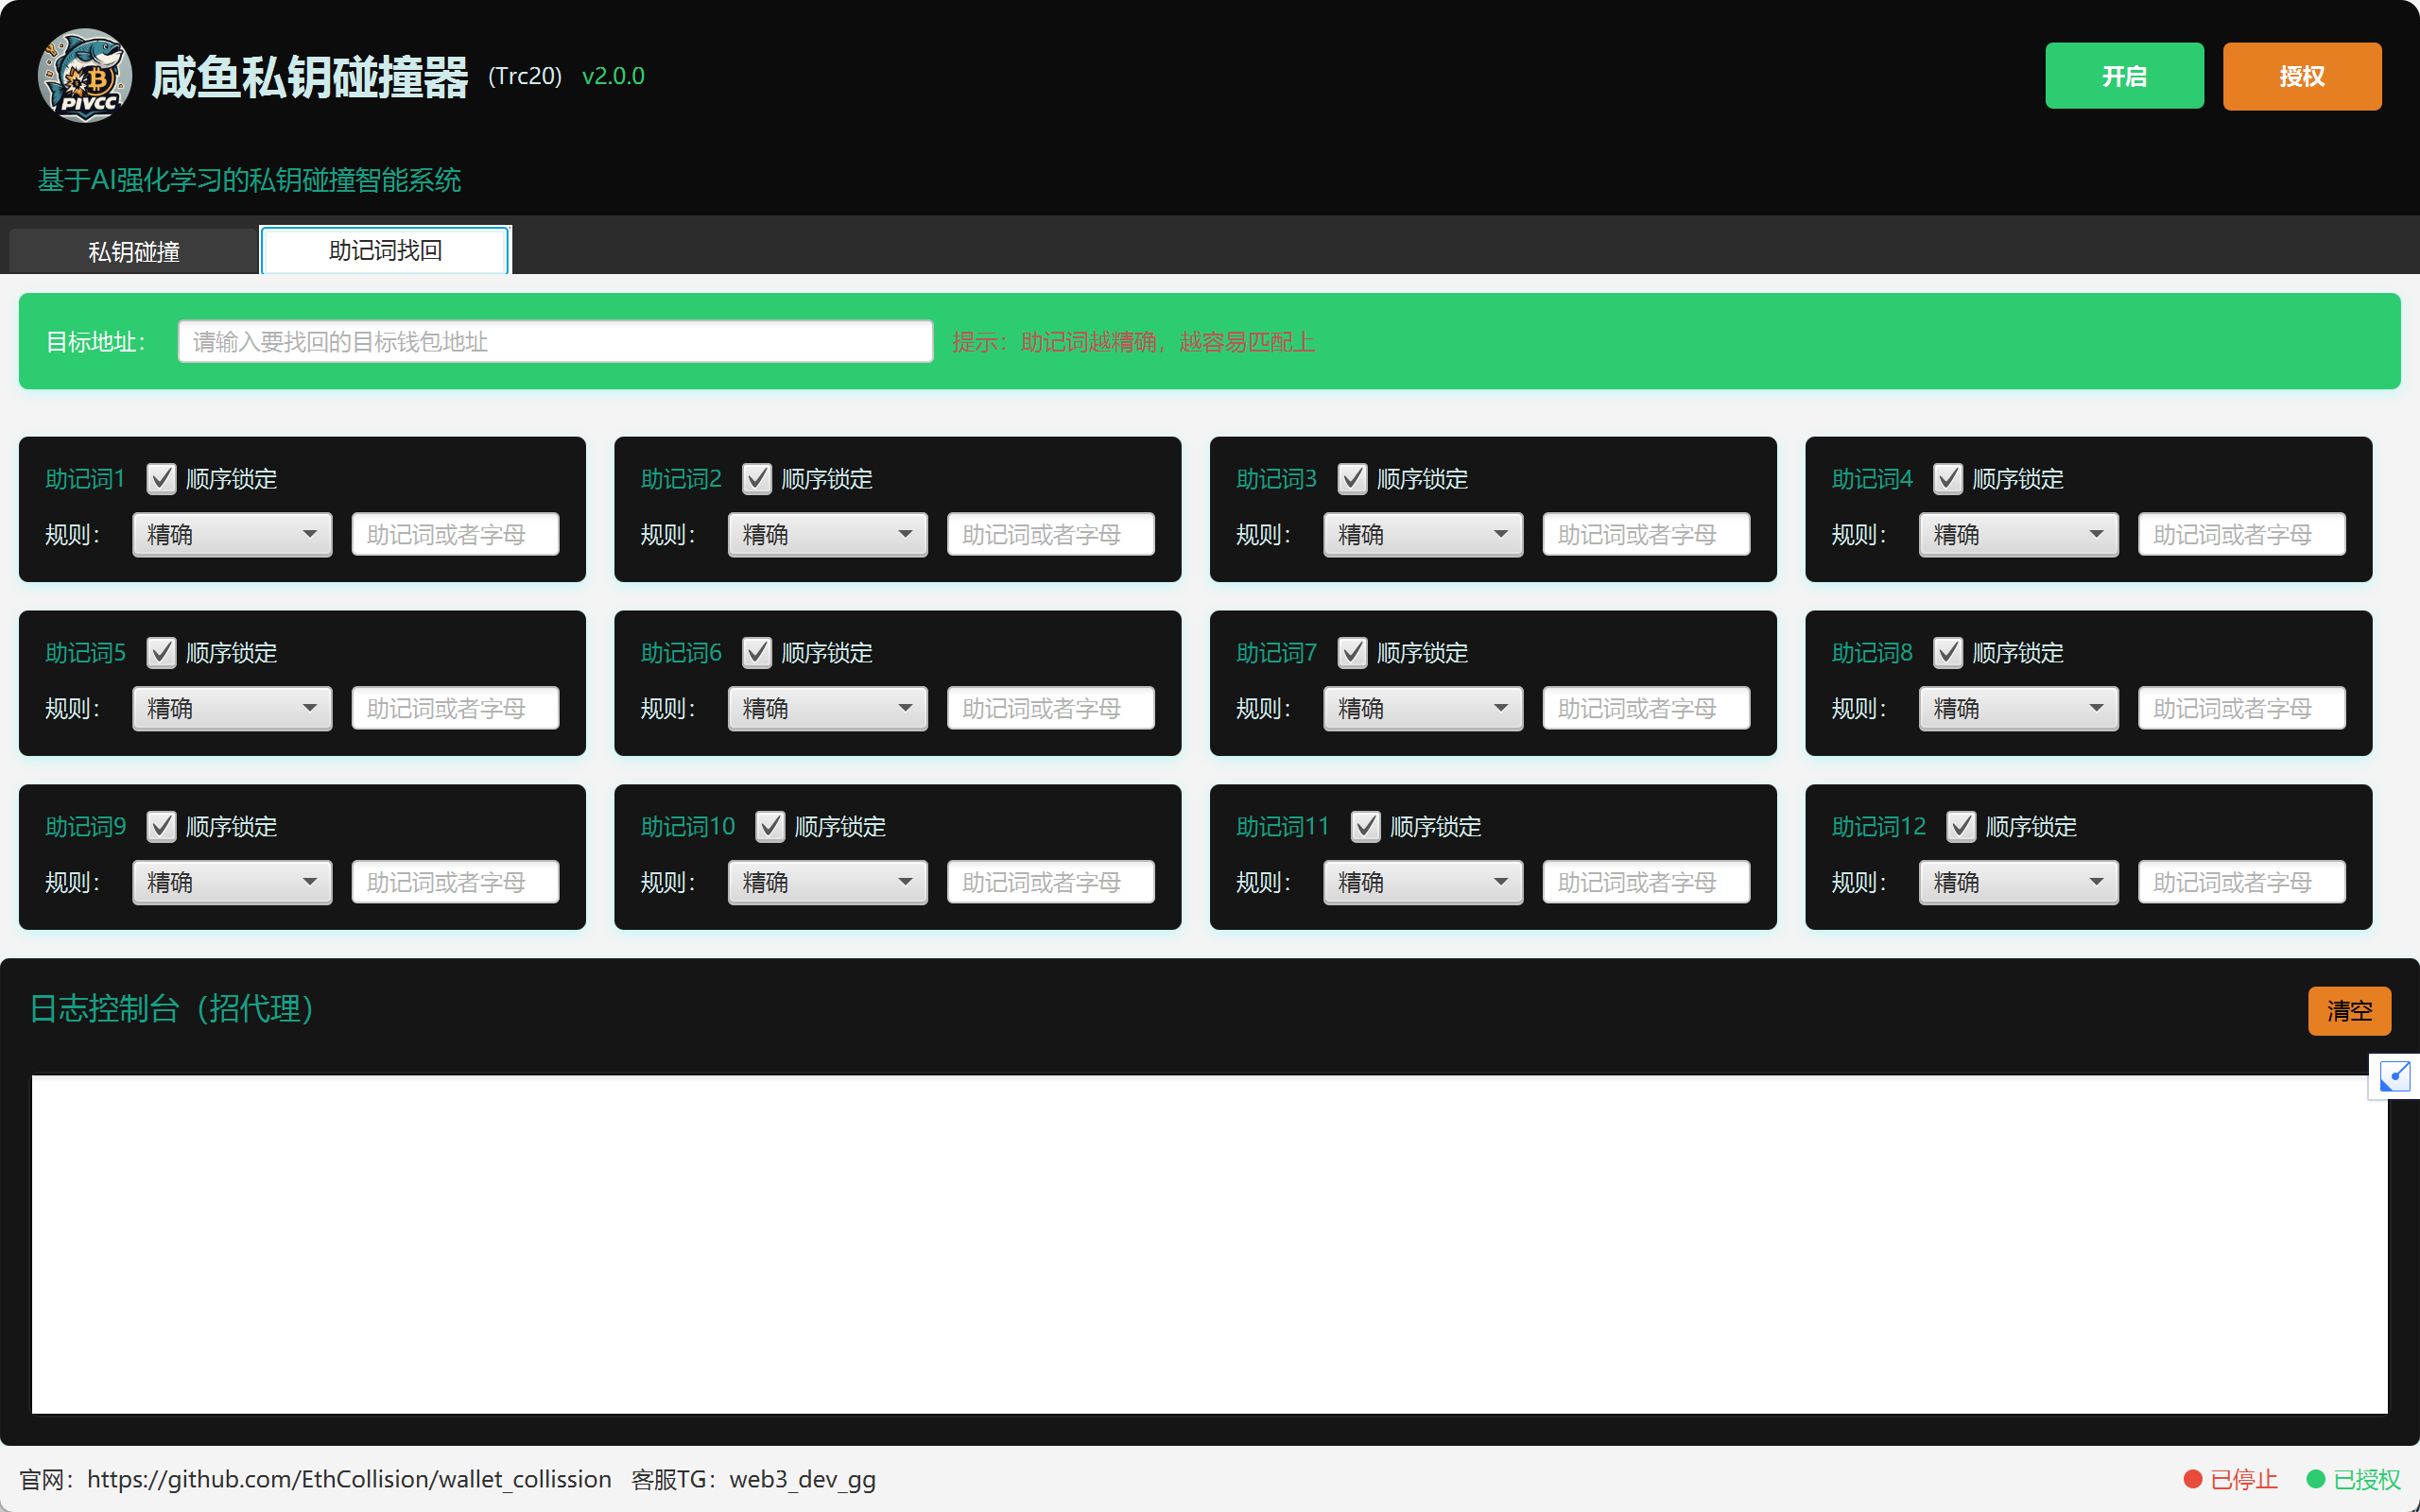 PIVCC
咸鱼私钥碰撞器 (Trc20) v2.0.0
开启 授权
基于AI强化学习的私钥碰撞智能系统
私钥碰撞 助记词找回
目标地址： 请输入要找回的目标钱包地址 提示：助记词越精确，越容易匹配上
助记词1 顺序锁定 助记词2 顺序锁定 助记词3 顺序锁定 助记词4 顺序锁定
规则： 精确 助记词或者字母 规则： 精确 助记词或者字母 规则： 精确 助记词或者字母 规则： 精确 助记词或者字母
助记词5 顺序锁定 助记词6 顺序锁定 助记词7 顺序锁定 助记词8 顺序锁定
规则： 精确 助记词或者字母 规则： 精确 助记词或者字母 规则： 精确 助记词或者字母 规则： 精确 助记词或者字母
助记词9 顺序锁定 助记词10 顺序锁定 助记词11 顺序锁定 助记词12 顺序锁定
规则： 精确 助记词或者字母 规则： 精确 助记词或者字母 规则： 精确 助记词或者字母 规则： 精确 助记词或者字母
日志控制台（招代理） 清空
官网：https://github.com/EthCollision/wallet_collission 客服TG：web3_dev_gg 已停止 已授权